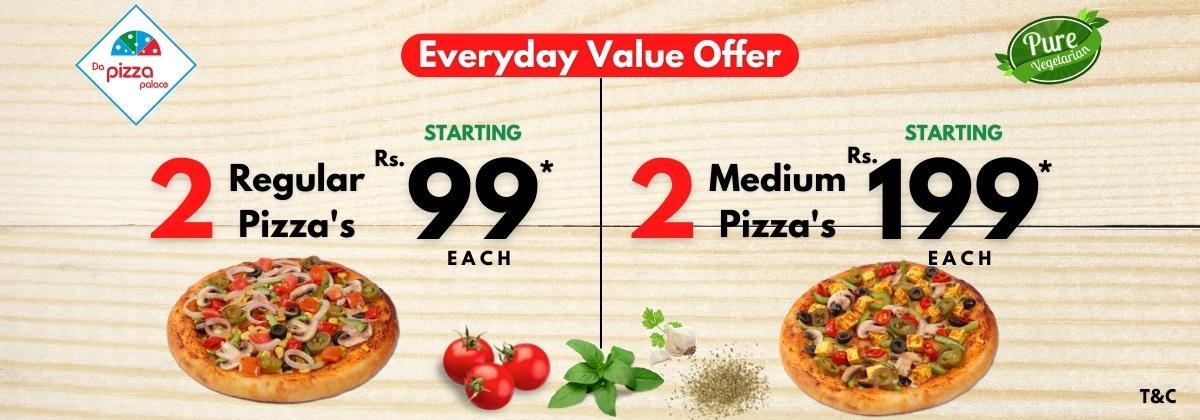 Da
pizza
palace
Everyday Value Offer
Pure
Vegetarian
STARTING
2 Regular Pizza's
Rs. 99*
EACH
STARTING
2 Medium Pizza's
Rs. 199*
EACH
T&C